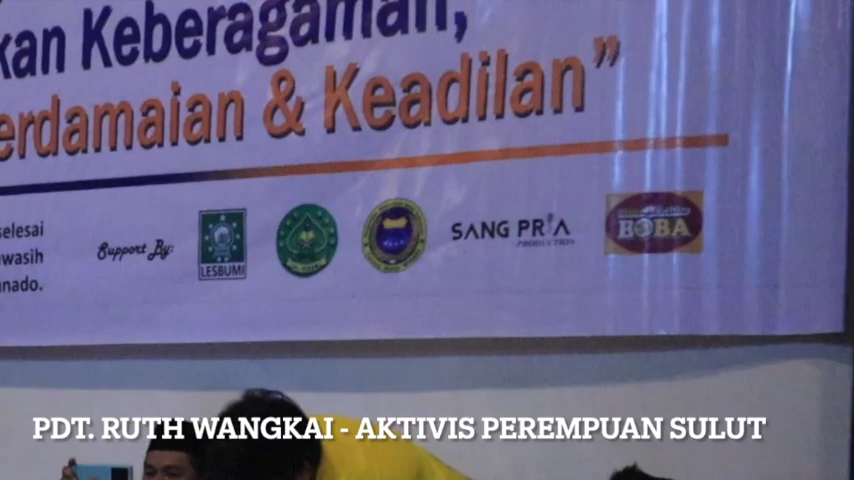 kan Keberagaman,
erdamaian & Keadilan”
selesai
wasih
nado.
Support By:
LESBUMI
SANG PRIA
PRODUCTION
BOBA
PDT. RUTH WANGKAI - AKTIVIS PEREMPUAN SULUT